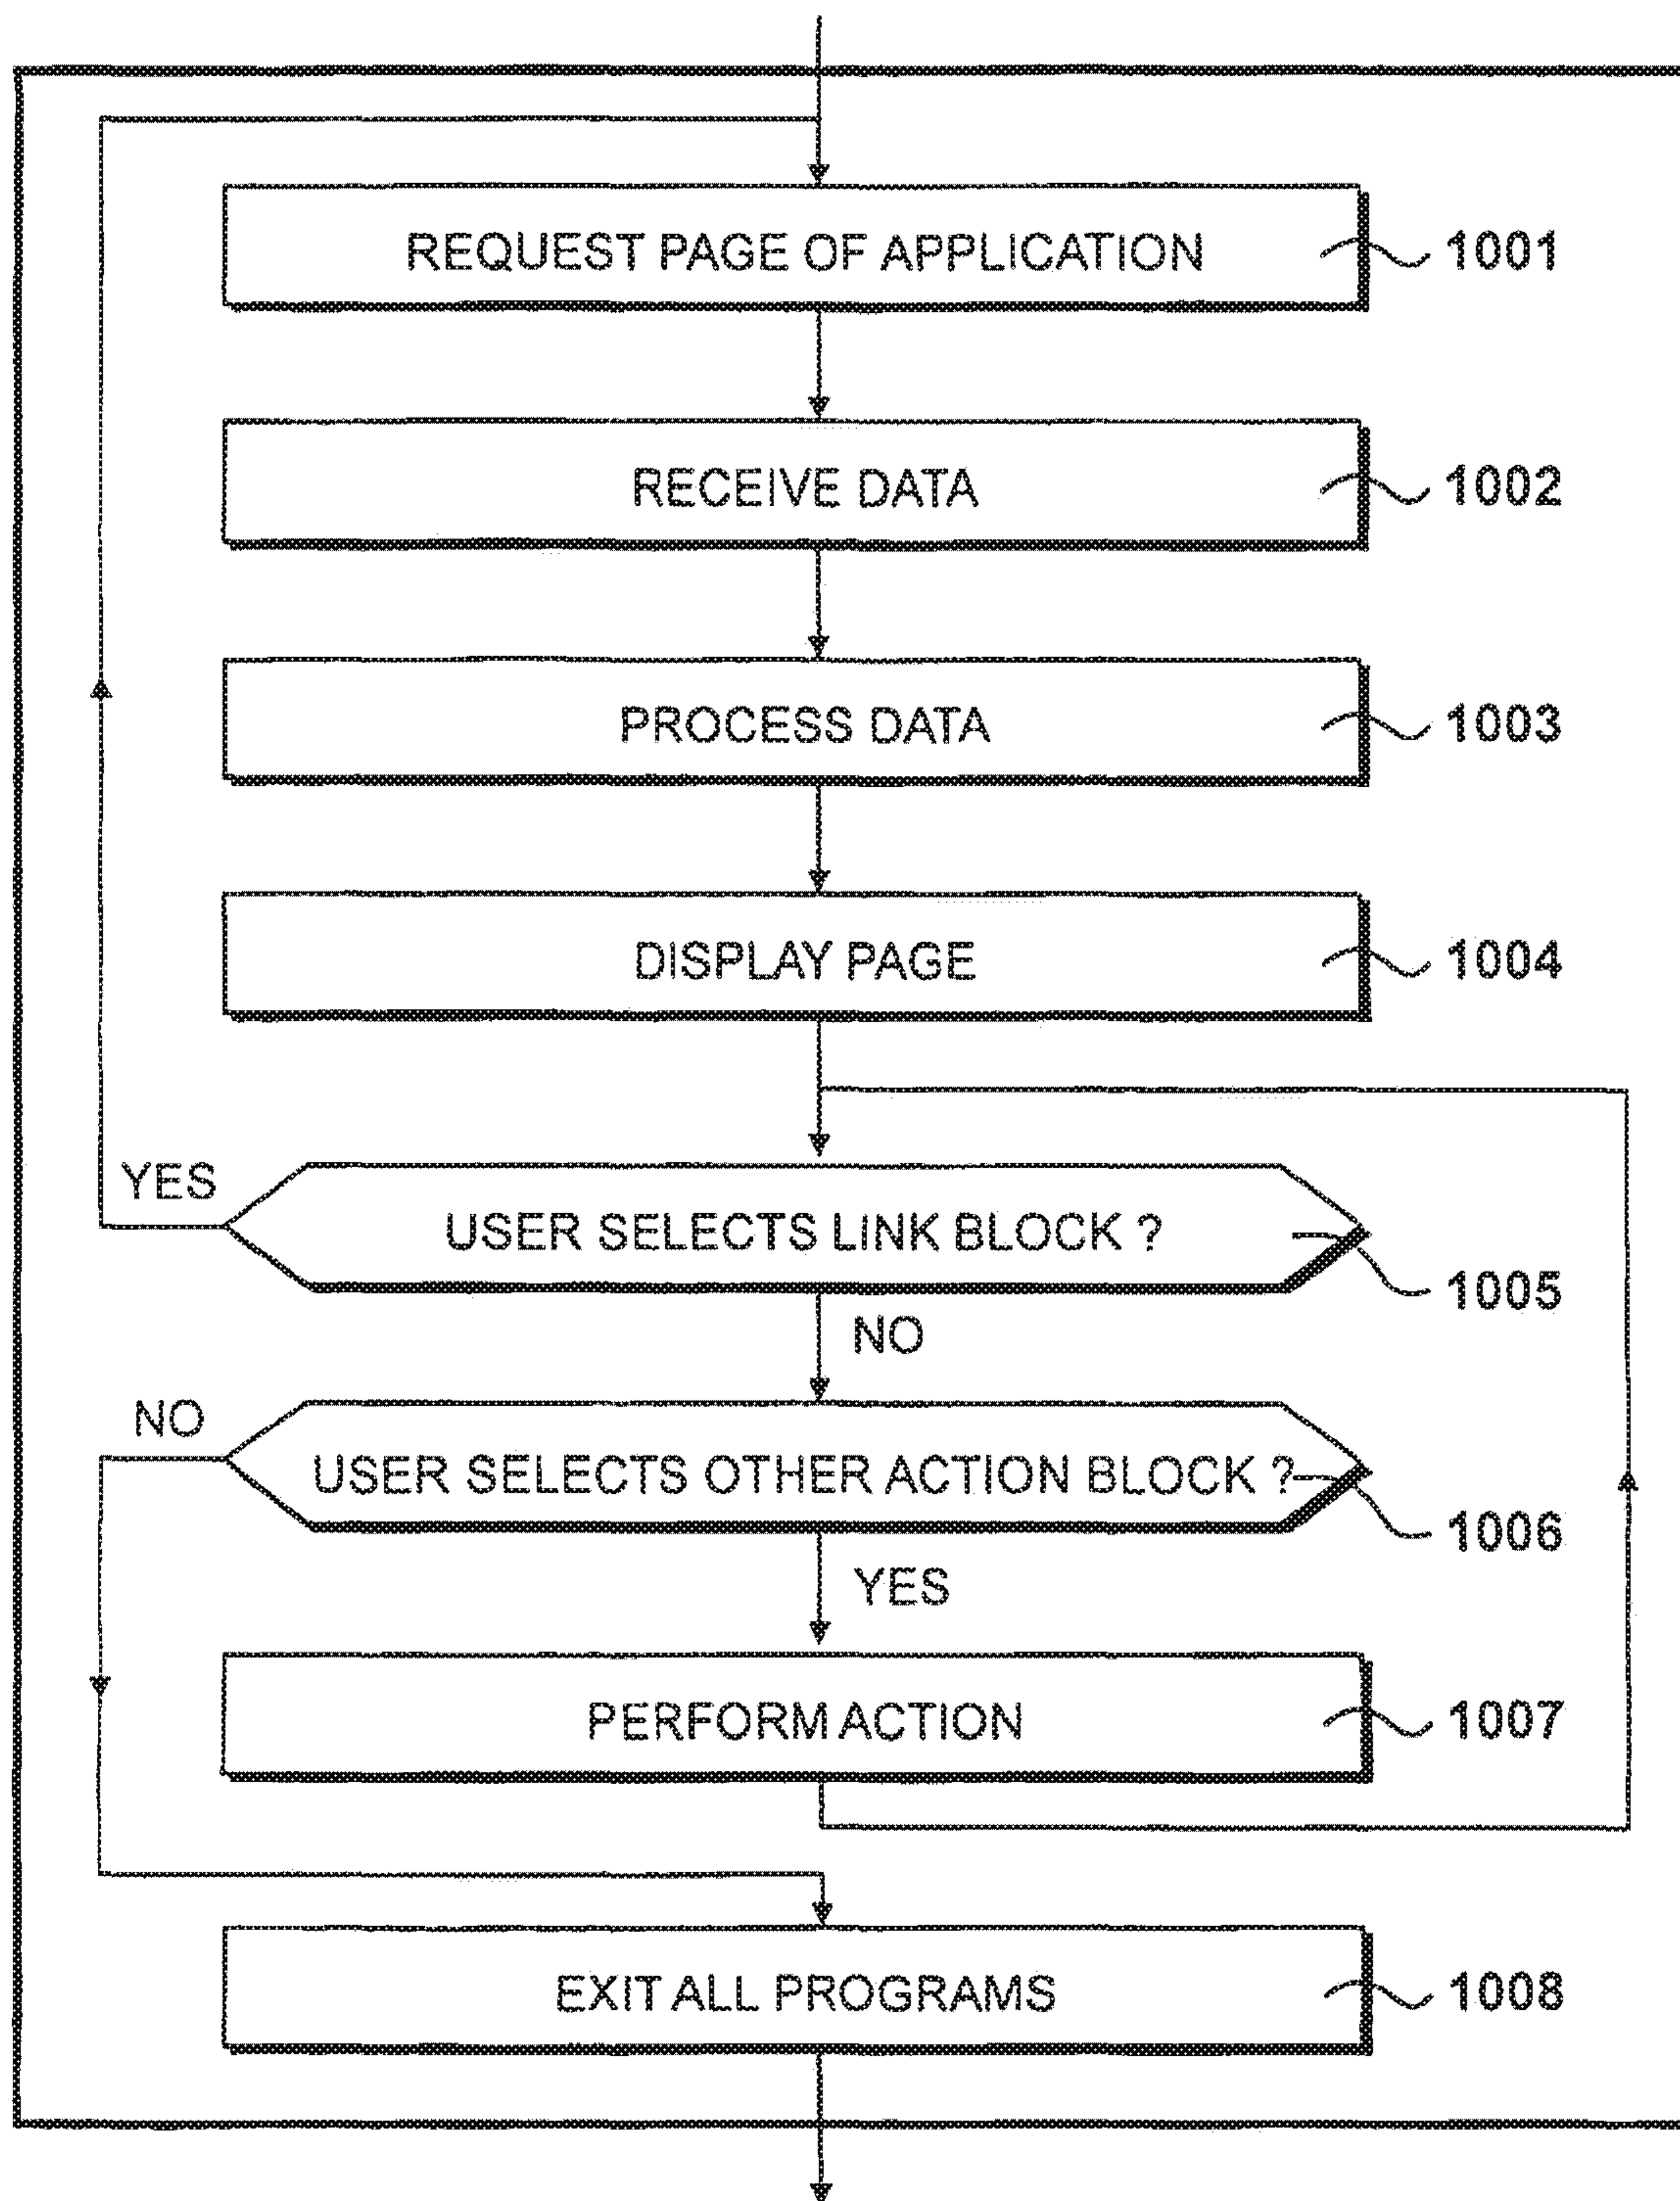 REQUEST PAGE OF APPLICATION 1001
RECEIVE DATA 1002
PROCESS DATA 1003
DISPLAY PAGE 1004
YES
USER SELECTS LINK BLOCK ? 1005
NO
NO
USER SELECTS OTHER ACTION BLOCK ? 1006
YES
PERFORM ACTION 1007
EXIT ALL PROGRAMS 1008